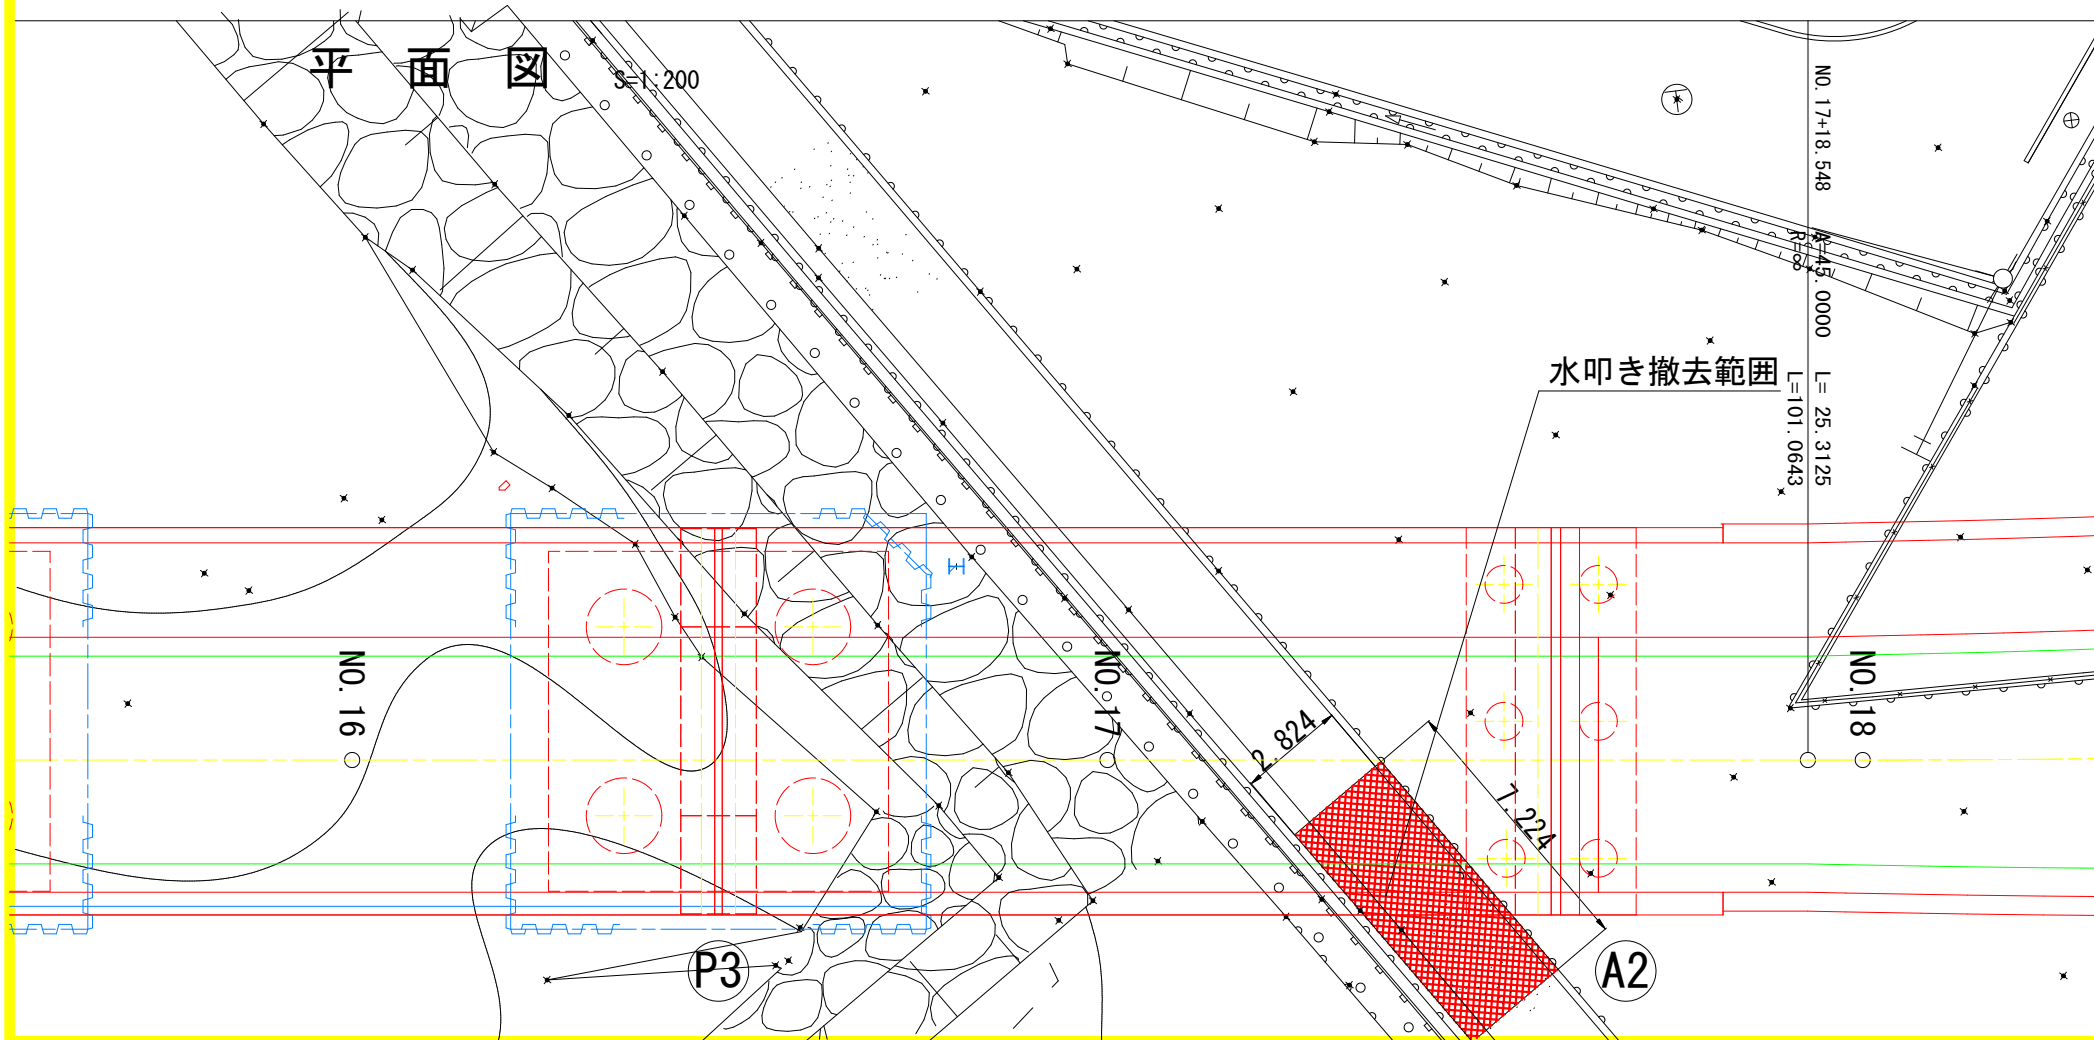 平面図
S=1:200
NO.17+18.548
A=45.0000 L= 25.3125
R=∞ L=101.0643
水叩き撤去範囲
NO.16
NO.17
NO.18
2.824
7.224
P3
A2